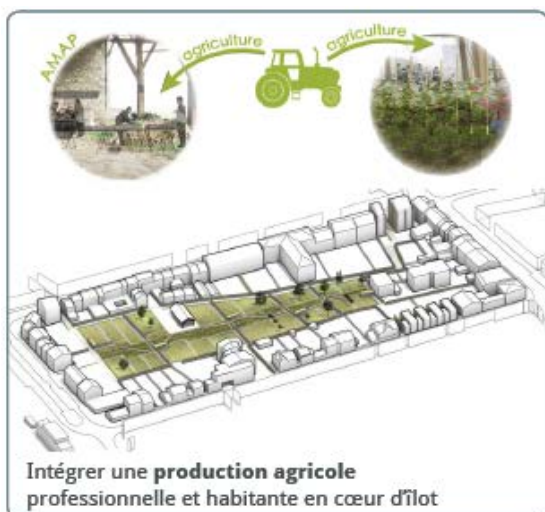 AMAP
agriculture
agriculture
Intégrer une production agricole
professionnelle et habitante en cœur d'îlot